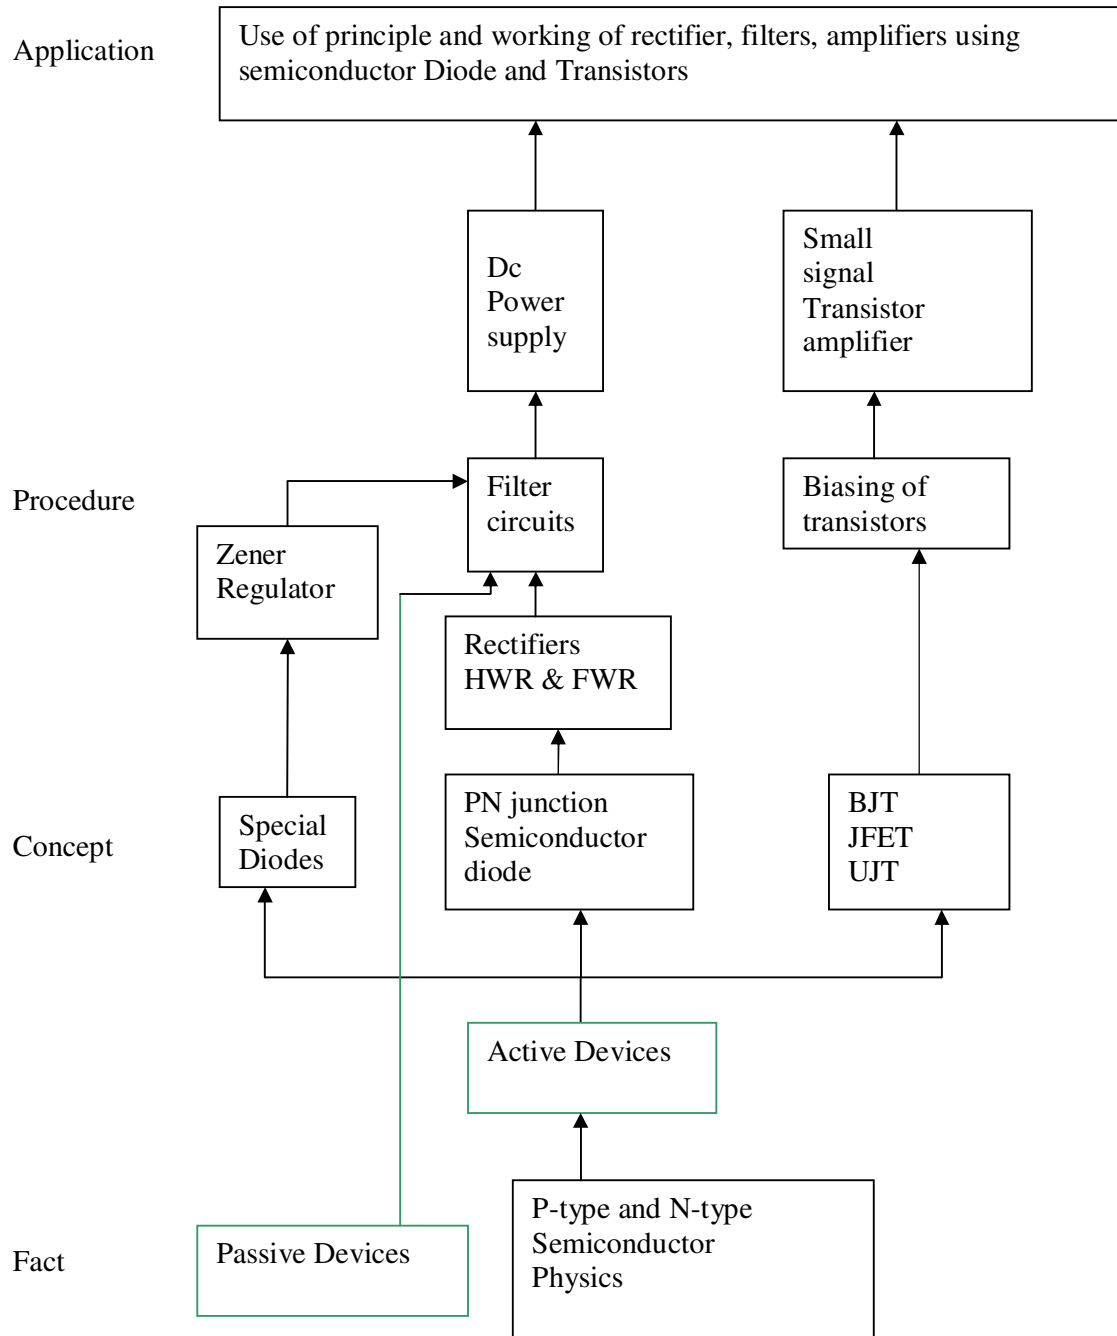 Application
Use of principle and working of rectifier, filters, amplifiers using
semiconductor Diode and Transistors
Dc
Power
supply
Small
signal
Transistor
amplifier
Procedure
Filter
circuits
Biasing of
transistors
Zener
Regulator
Rectifiers
HWR & FWR
Concept
Special
Diodes
PN junction
Semiconductor
diode
BJT
JFET
UJT
Active Devices
Fact
Passive Devices
P-type and N-type
Semiconductor
Physics